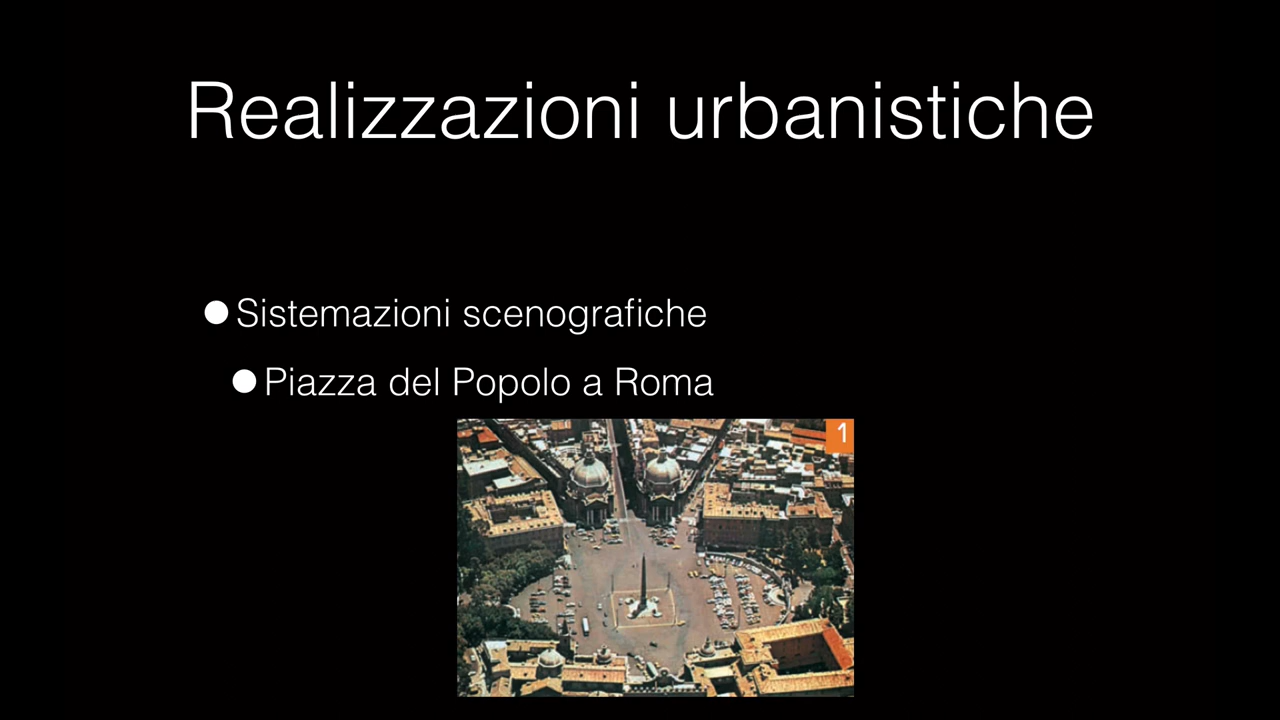 Realizzazioni urbanistiche
Sistemazioni scenografiche
Piazza del Popolo a Roma
1